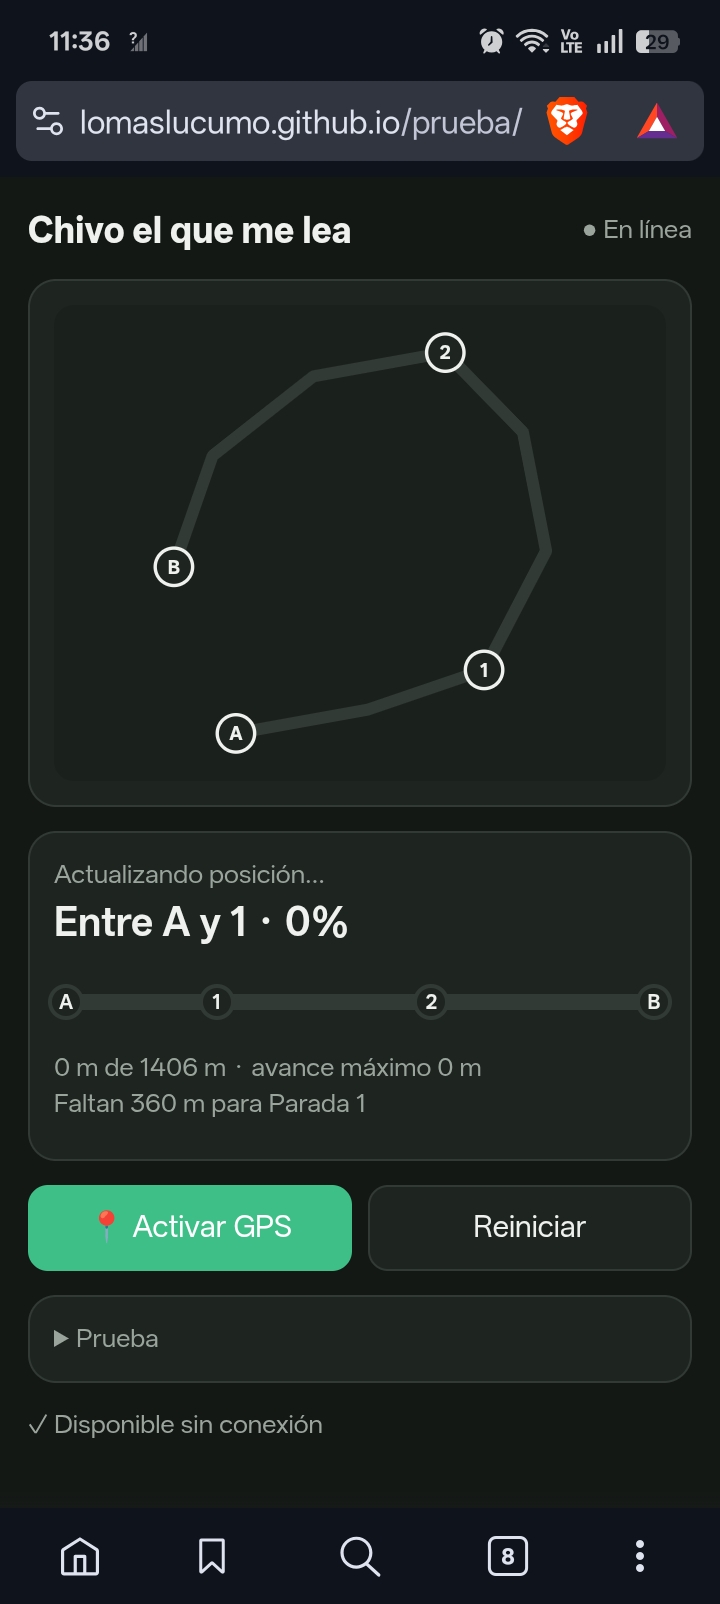 11:36
?
Vo
LTE
29
lomaslucumo.github.io/prueba/
Chivo el que me lea
● En línea
2
B
1
A
Actualizando posición...
Entre A y 1 · 0%
A 1 2 B
0 m de 1406 m · avance máximo 0 m
Faltan 360 m para Parada 1
📍 Activar GPS
Reiniciar
▶ Prueba
✓ Disponible sin conexión
8